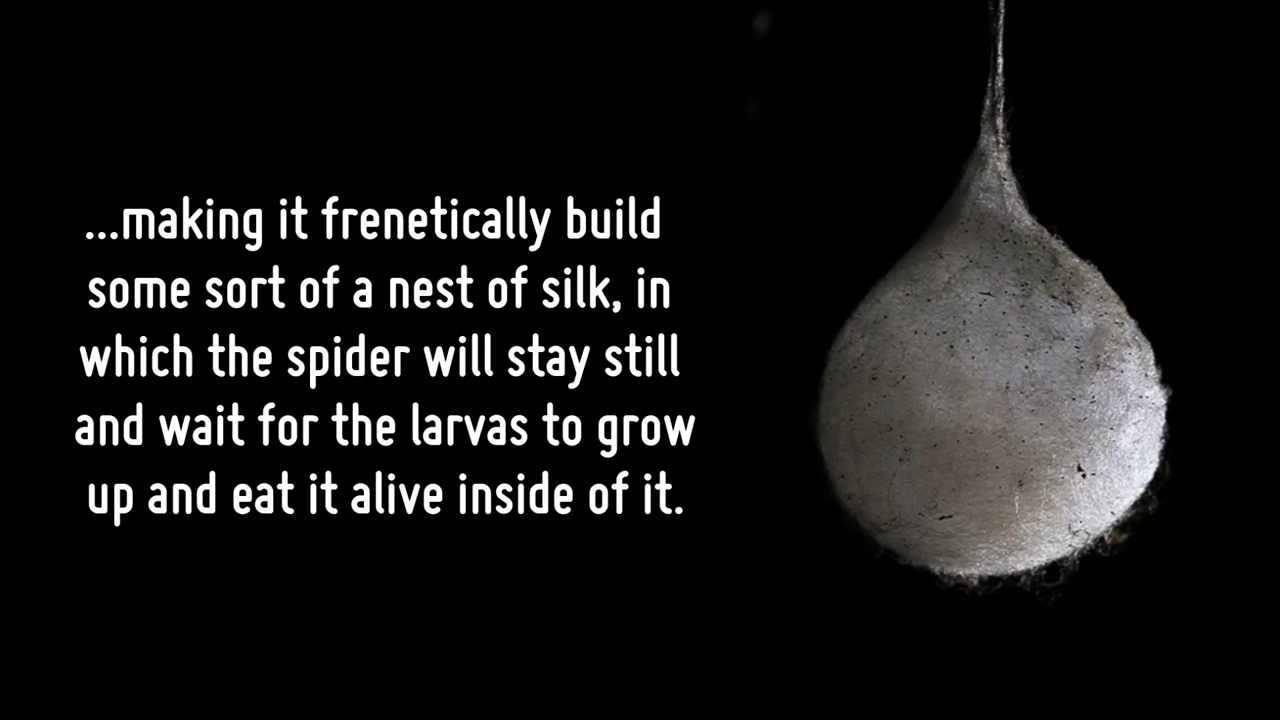 ...making it frenetically build
some sort of a nest of silk, in
which the spider will stay still
and wait for the larvas to grow
up and eat it alive inside of it.